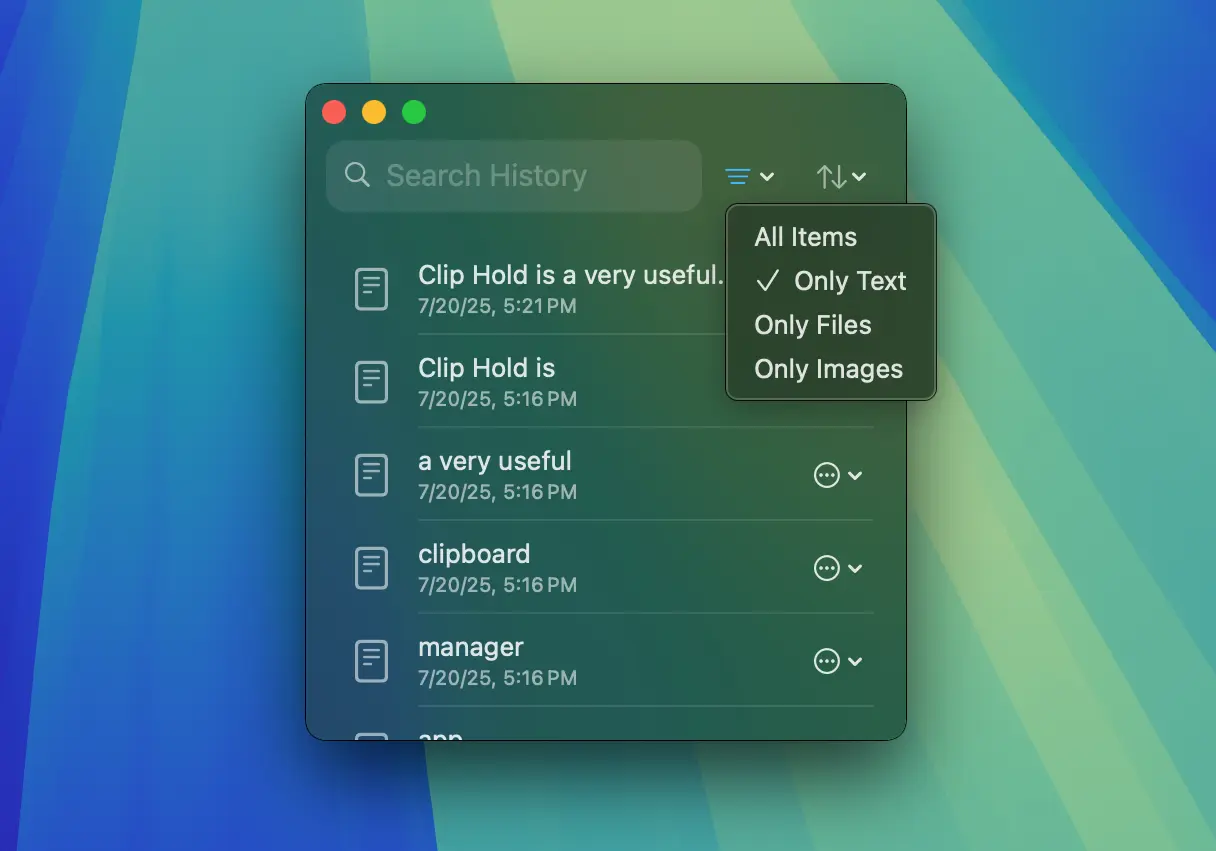 Search History
All Items
✓ Only Text
Only Files
Only Images
Clip Hold is a very useful.
7/20/25, 5:21 PM
Clip Hold is
7/20/25, 5:16 PM
a very useful
7/20/25, 5:16 PM
clipboard
7/20/25, 5:16 PM
manager
7/20/25, 5:16 PM
app